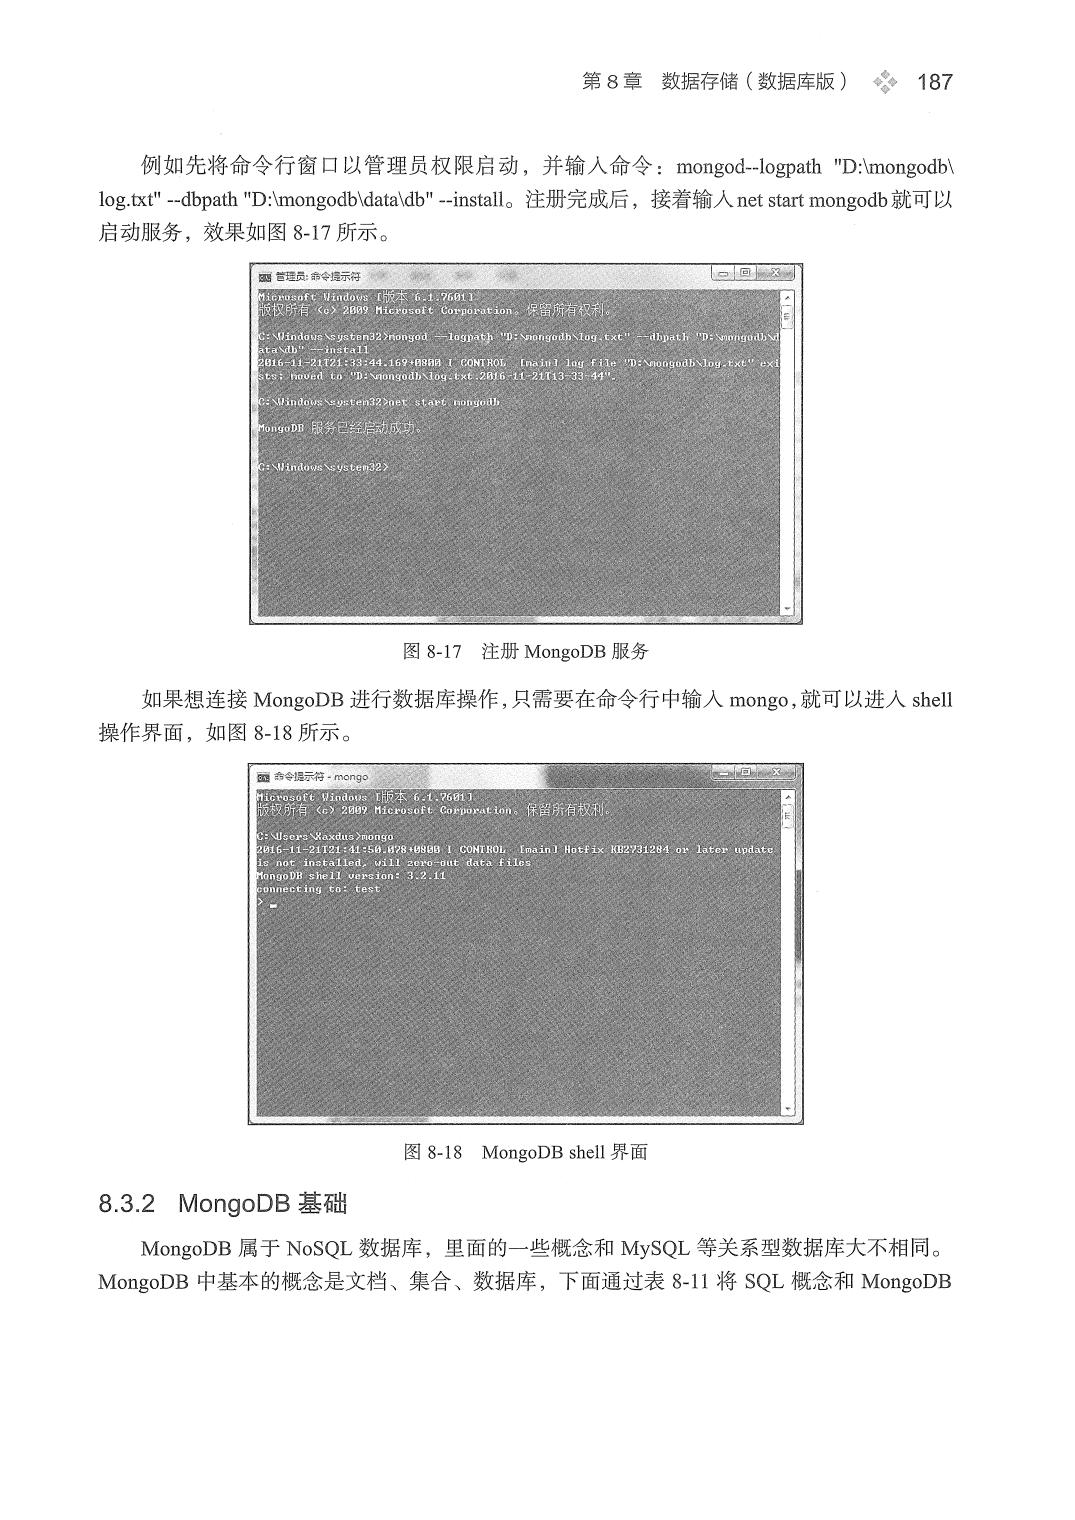 第 8 章 数据存储（数据库版） 187
例如先将命令行窗口以管理员权限启动，并输入命令：mongod--logpath "D:\mongodb\
log.txt" --dbpath "D:\mongodb\data\db" --install。注册完成后，接着输入 net start mongodb 就可以
启动服务，效果如图 8-17 所示。
管理员: 命令提示符
Microsoft Windows [版本 6.1.7601]
版权所有 (c) 2009 Microsoft Corporation。保留所有权利。
C:\Windows\system32>mongod --logpath "D:\mongodb\log.txt" --dbpath "D:\mongodb\d
ata\db" --install
2016-11-21T21:33:44.169+0800 I CONTROL  [main] log file "D:\mongodb\log.txt" exi
sts; moved to "D:\mongodb\log.txt.2016-11-21T13-33-44".
C:\Windows\system32>net start mongodb
MongoDB 服务已经启动成功。
C:\Windows\system32>
图 8-17 注册 MongoDB 服务
如果想连接 MongoDB 进行数据库操作，只需要在命令行中输入 mongo，就可以进入 shell
操作界面，如图 8-18 所示。
命令提示符 - mongo
Microsoft Windows [版本 6.1.7601]
版权所有 (c) 2009 Microsoft Corporation。保留所有权利。
C:\Users\Xaxdus>mongo
2016-11-21T21:41:50.078+0800 I CONTROL  [main] Hotfix KB2731284 or later update
is not installed, will zero-out data files
MongoDB shell version: 3.2.11
connecting to: test
>
图 8-18 MongoDB shell 界面
8.3.2 MongoDB 基础
MongoDB 属于 NoSQL 数据库，里面的一些概念和 MySQL 等关系型数据库大不相同。
MongoDB 中基本的概念是文档、集合、数据库，下面通过表 8-11 将 SQL 概念和 MongoDB